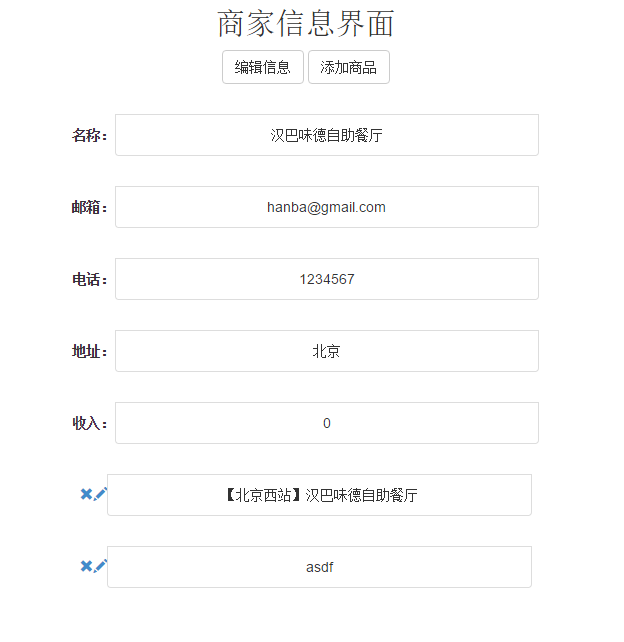 商家信息界面
编辑信息 添加商品
名称： 汉巴味德自助餐厅
邮箱： hanba@gmail.com
电话： 1234567
地址： 北京
收入： 0
【北京西站】汉巴味德自助餐厅
asdf